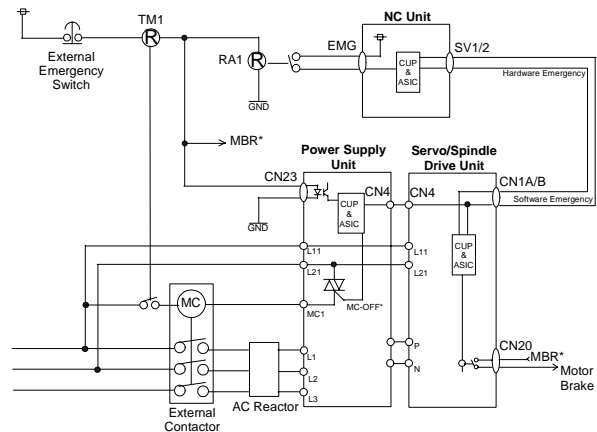 TM1
R
External
Emergency
Switch
RA1
R
GND
MBR*
NC Unit
EMG
CUP
&
ASIC
SV1/2
Hardware Emergency
Software Emergency
Power Supply
Unit
CN23
GND
CUP
&
ASIC
CN4
L11
L21
MC1
MC-OFF*
L1
L2
L3
P
N
Servo/Spindle
Drive Unit
CN4
CN1A/B
L11
L21
CUP
&
ASIC
CN20
MBR*
Motor
Brake
MC
External
Contactor
AC Reactor